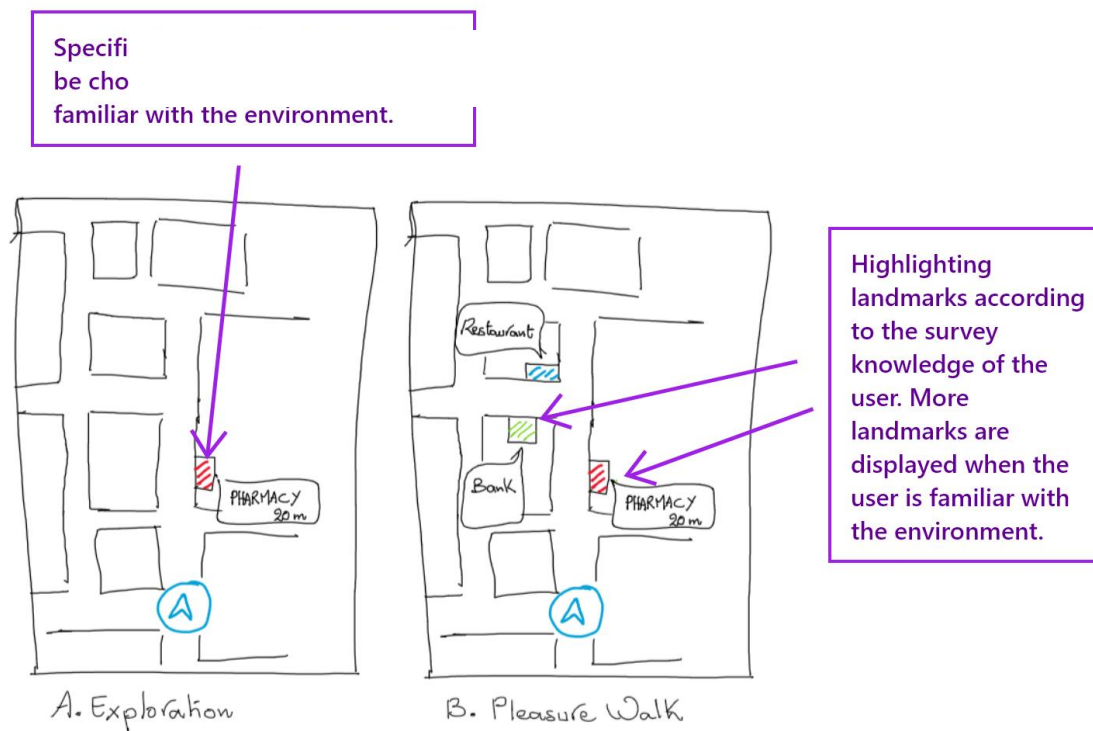 Specifi
be cho
familiar with the environment.
Highlighting
landmarks according
to the survey
knowledge of the
user. More
landmarks are
displayed when the
user is familiar with
the environment.
PHARMACY
20 m
A. Exploration
Restaurant
Bank
PHARMACY
20 m
B. Pleasure Walk